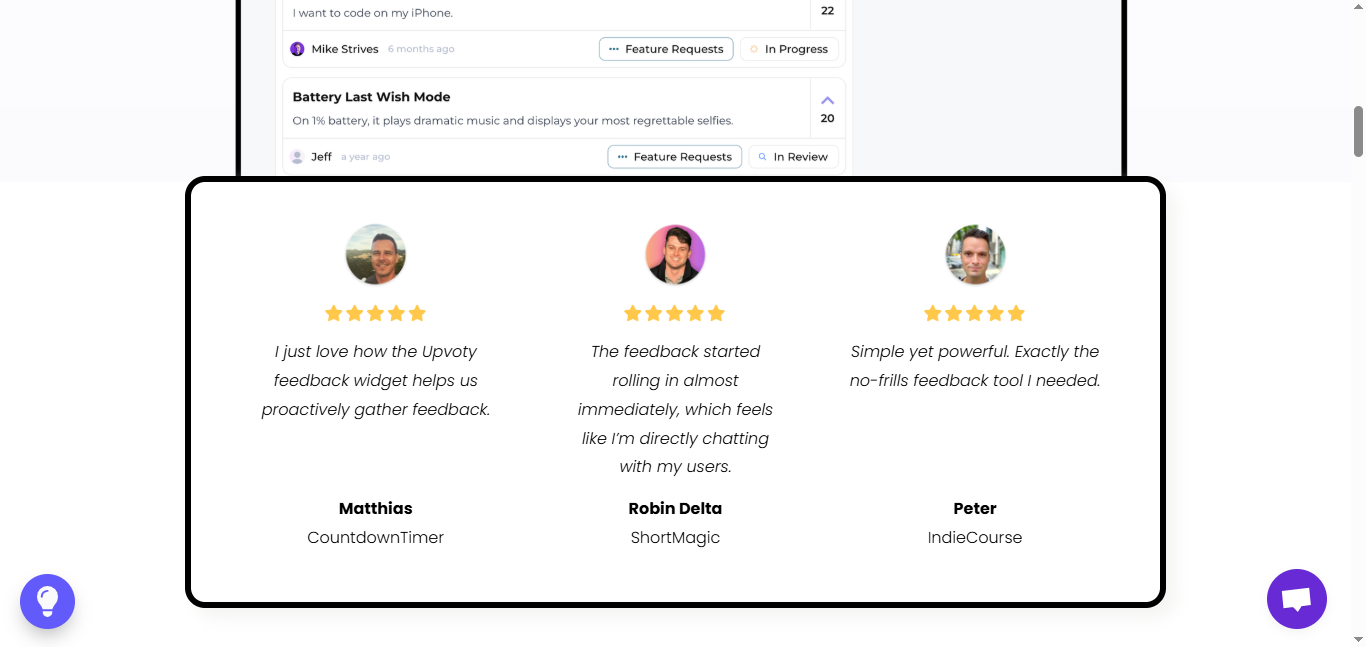 I want to code on my iPhone.
22
Mike Strives 6 months ago Feature Requests In Progress
Battery Last Wish Mode
On 1% battery, it plays dramatic music and displays your most regrettable selfies.
20
Jeff a year ago Feature Requests In Review
I just love how the Upvoty
feedback widget helps us
proactively gather feedback.
Matthias
CountdownTimer
The feedback started
rolling in almost
immediately, which feels
like I’m directly chatting
with my users.
Robin Delta
ShortMagic
Simple yet powerful. Exactly the
no-frills feedback tool I needed.
Peter
IndieCourse